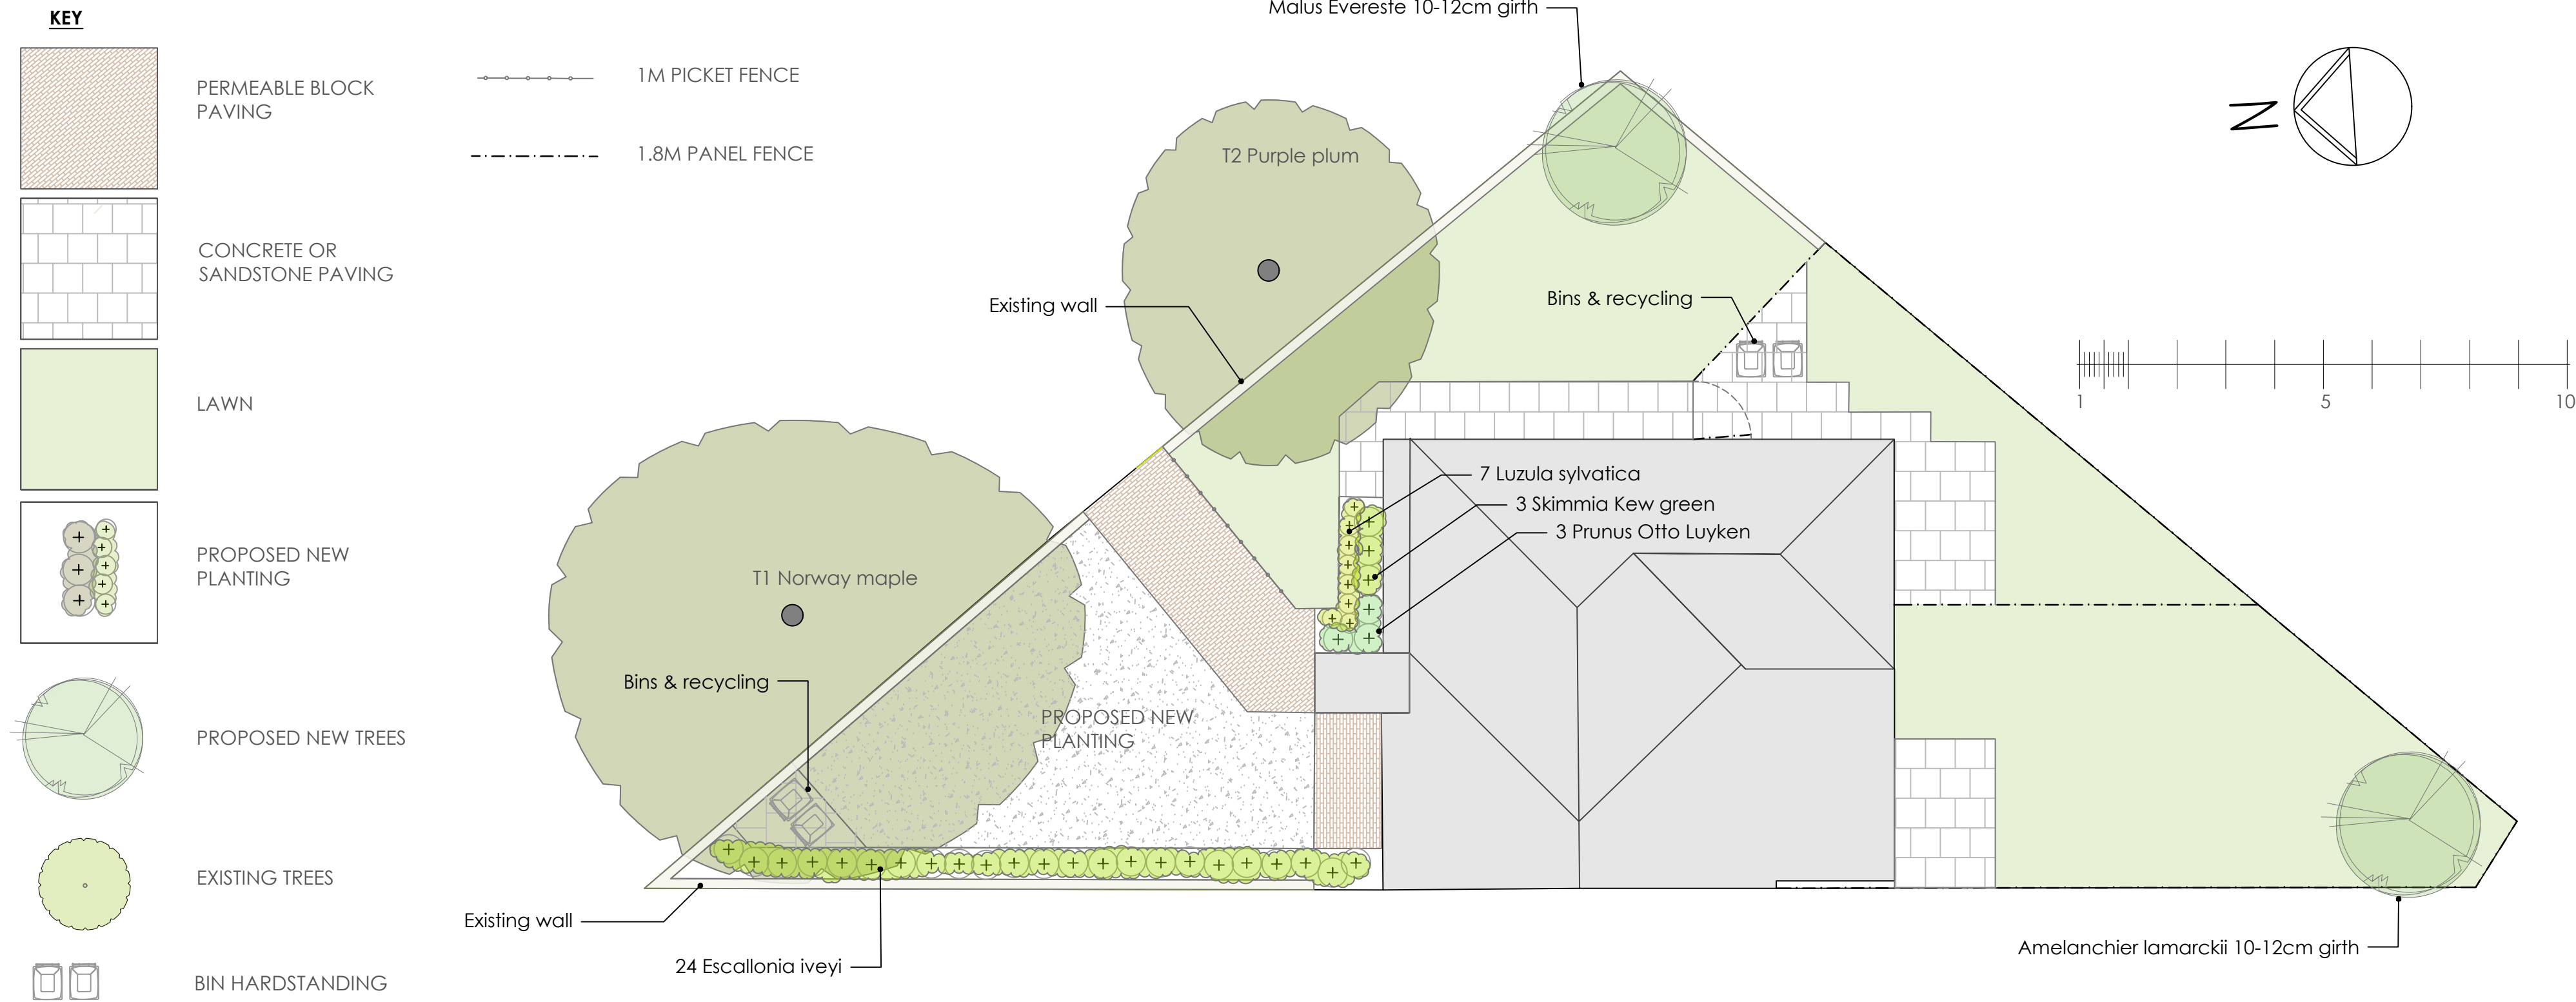 KEY
PERMEABLE BLOCK
PAVING
CONCRETE OR
SANDSTONE PAVING
LAWN
PROPOSED NEW
PLANTING
PROPOSED NEW TREES
EXISTING TREES
BIN HARDSTANDING
1M PICKET FENCE
1.8M PANEL FENCE
Malus Evereste 10-12cm girth
T2 Purple plum
Existing wall
Bins & recycling
7 Luzula sylvatica
3 Skimmia Kew green
3 Prunus Otto Luyken
T1 Norway maple
Bins & recycling
PROPOSED NEW
PLANTING
Existing wall
24 Escallonia iveyi
Amelanchier lamarckii 10-12cm girth
N
1 5 10